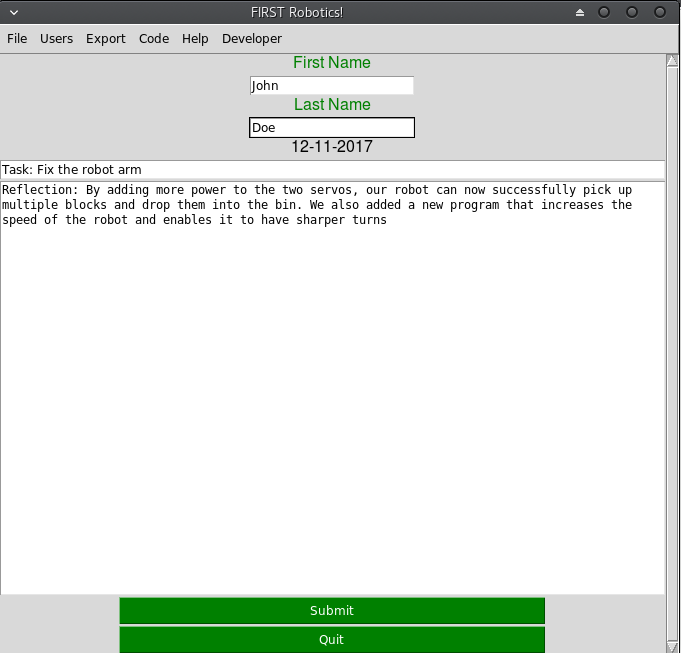 FIRST Robotics!
File Users Export Code Help Developer
First Name
John
Last Name
Doe
12-11-2017
Task: Fix the robot arm
Reflection: By adding more power to the two servos, our robot can now successfully pick up
multiple blocks and drop them into the bin. We also added a new program that increases the
speed of the robot and enables it to have sharper turns
Submit
Quit